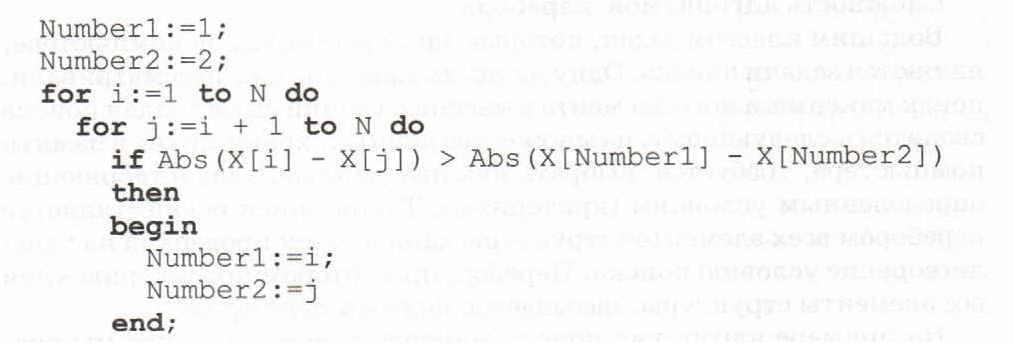 Number1:=1;
Number2:=2;
for i:=1 to N do
for j:=i + 1 to N do
if Abs(X[i] - X[j]) > Abs(X[Number1] - X[Number2])
then
begin
Number1:=i;
Number2:=j
end;